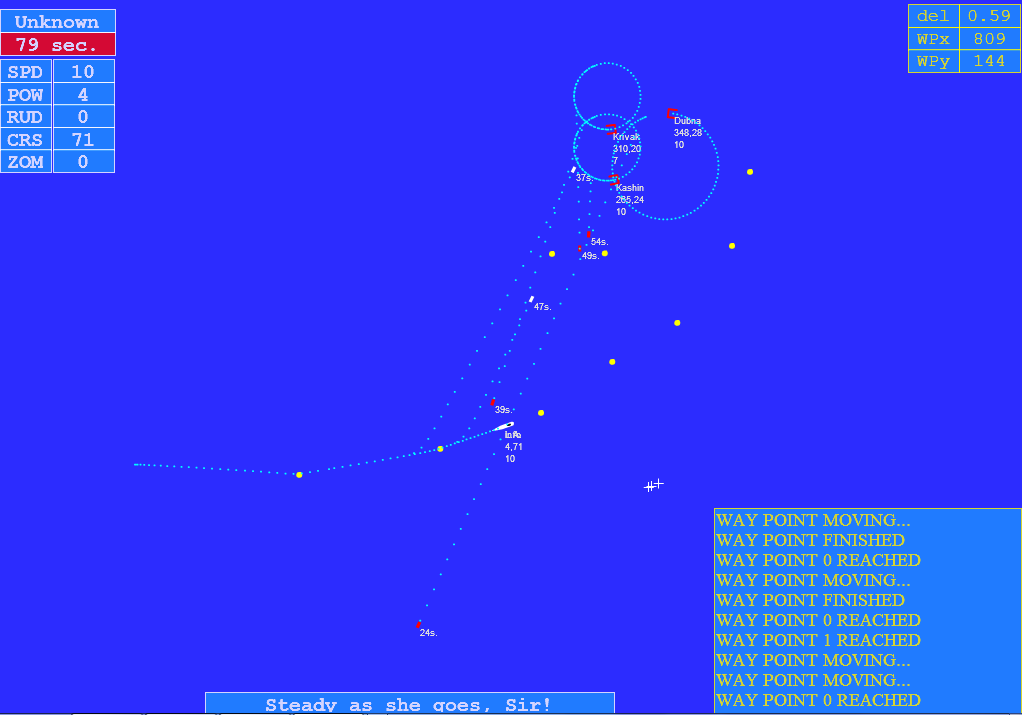 Unknown
79 sec.
SPD 10
POW 4
RUD 0
CRS 71
ZOM 0
del 0.59
WPx 809
WPy 144
Dubna
348,28
10
Krivak
310,20
7
37s.
Kashin
285,24
10
54s.
49s.
47s.
39s.
4,71
10
24s.
WAY POINT MOVING...
WAY POINT FINISHED
WAY POINT 0 REACHED
WAY POINT MOVING...
WAY POINT FINISHED
WAY POINT 0 REACHED
WAY POINT 1 REACHED
WAY POINT MOVING...
WAY POINT MOVING...
WAY POINT 0 REACHED
Steady as she goes, Sir!